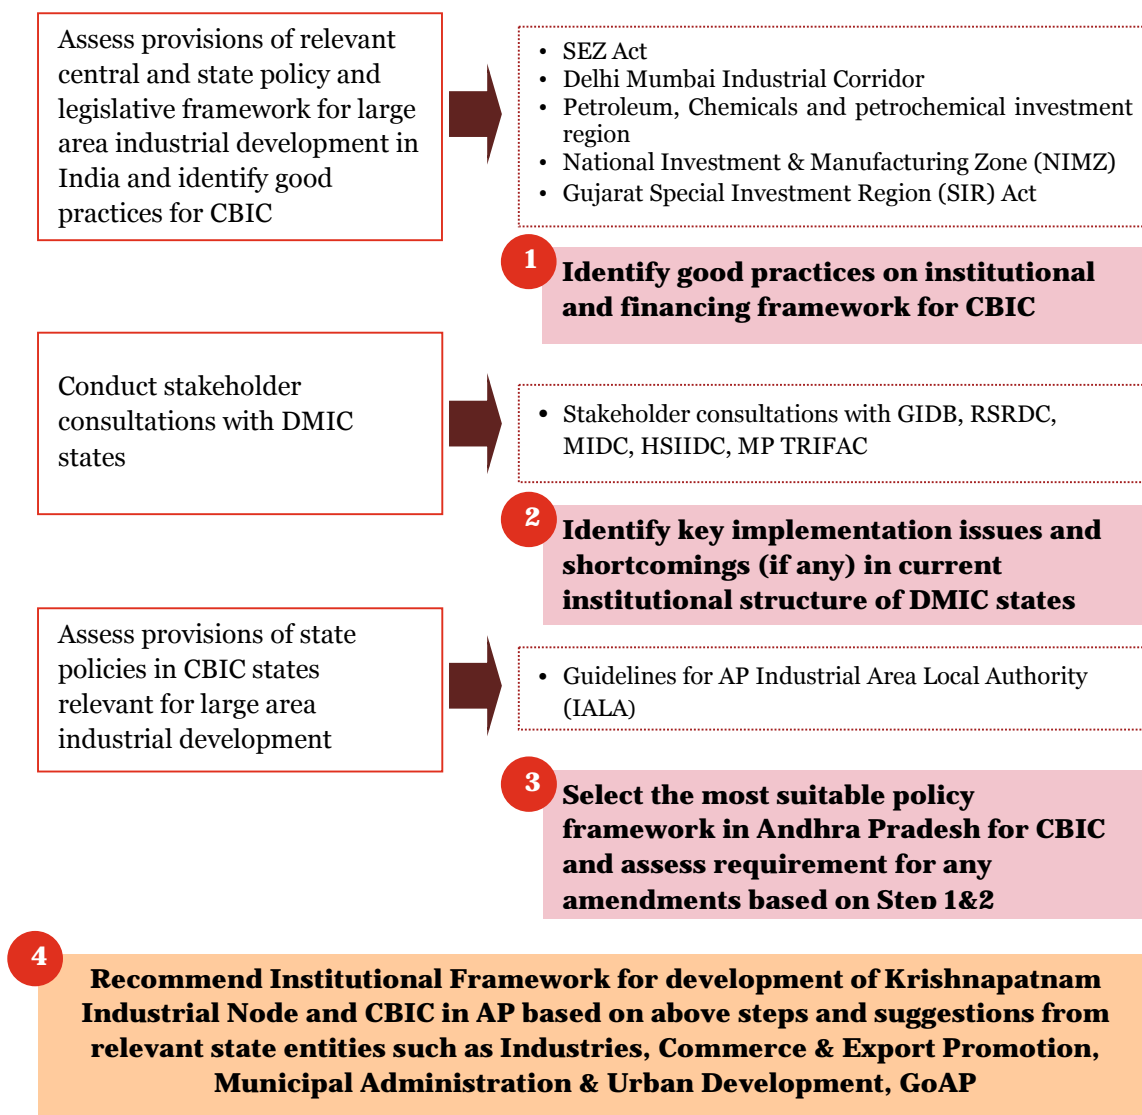 Assess provisions of relevant
central and state policy and
legislative framework for large
area industrial development in
India and identify good
practices for CBIC
• SEZ Act
• Delhi Mumbai Industrial Corridor
• Petroleum, Chemicals and petrochemical investment
region
• National Investment & Manufacturing Zone (NIMZ)
• Gujarat Special Investment Region (SIR) Act
1
Identify good practices on institutional
and financing framework for CBIC
Conduct stakeholder
consultations with DMIC
states
• Stakeholder consultations with GIDB, RSRDC,
MIDC, HSIIDC, MP TRIFAC
2
Identify key implementation issues and
shortcomings (if any) in current
institutional structure of DMIC states
Assess provisions of state
policies in CBIC states
relevant for large area
industrial development
• Guidelines for AP Industrial Area Local Authority
(IALA)
3
Select the most suitable policy
framework in Andhra Pradesh for CBIC
and assess requirement for any
amendments based on Step 1&2
4
Recommend Institutional Framework for development of Krishnapatnam
Industrial Node and CBIC in AP based on above steps and suggestions from
relevant state entities such as Industries, Commerce & Export Promotion,
Municipal Administration & Urban Development, GoAP